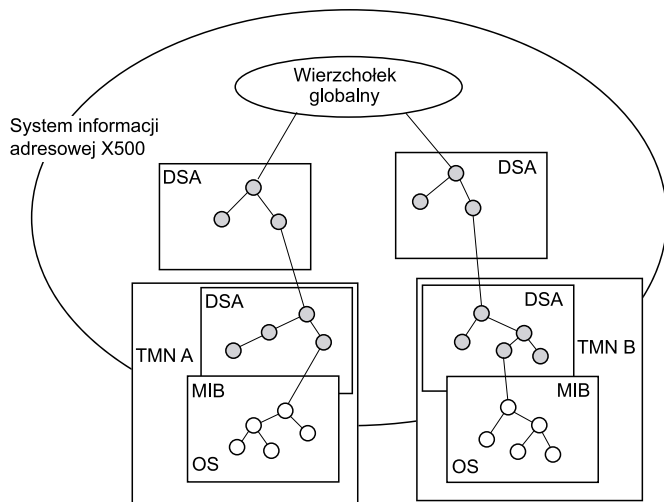 Wierzchołek
globalny
System informacji
adresowej X500
DSA
DSA
DSA
DSA
TMN A
TMN B
MIB
MIB
OS
OS